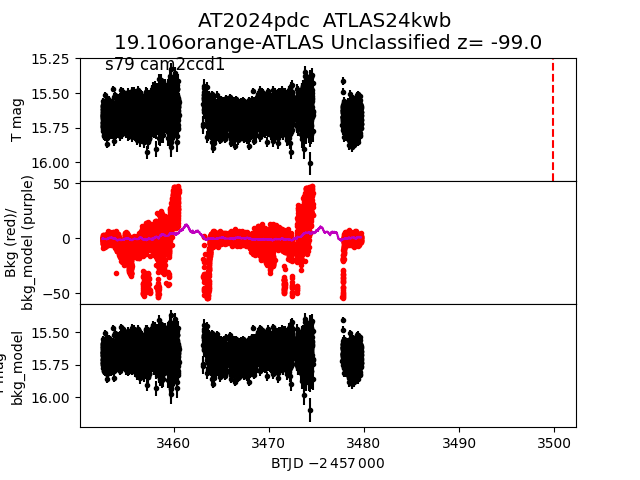 AT2024pdc  ATLAS24kwb
19.106orange-ATLAS Unclassified z= -99.0
s79 cam2ccd1
15.25
15.50
15.75
16.00
T mag
50
0
−50
Bkg (red)/
bkg_model (purple)
15.50
15.75
16.00
mag
bkg_model
3460 3470 3480 3490 3500
BTJD −2 457 000